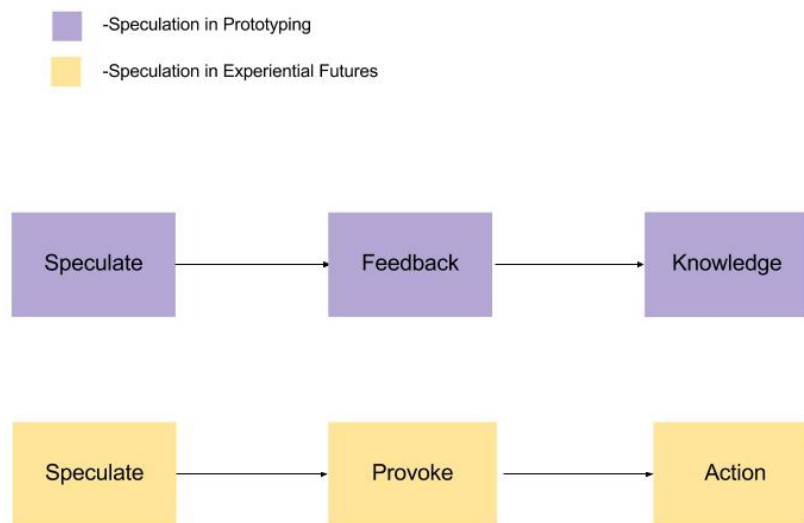 -Speculation in Prototyping
-Speculation in Experiential Futures
Speculate
Feedback
Knowledge
Speculate
Provoke
Action